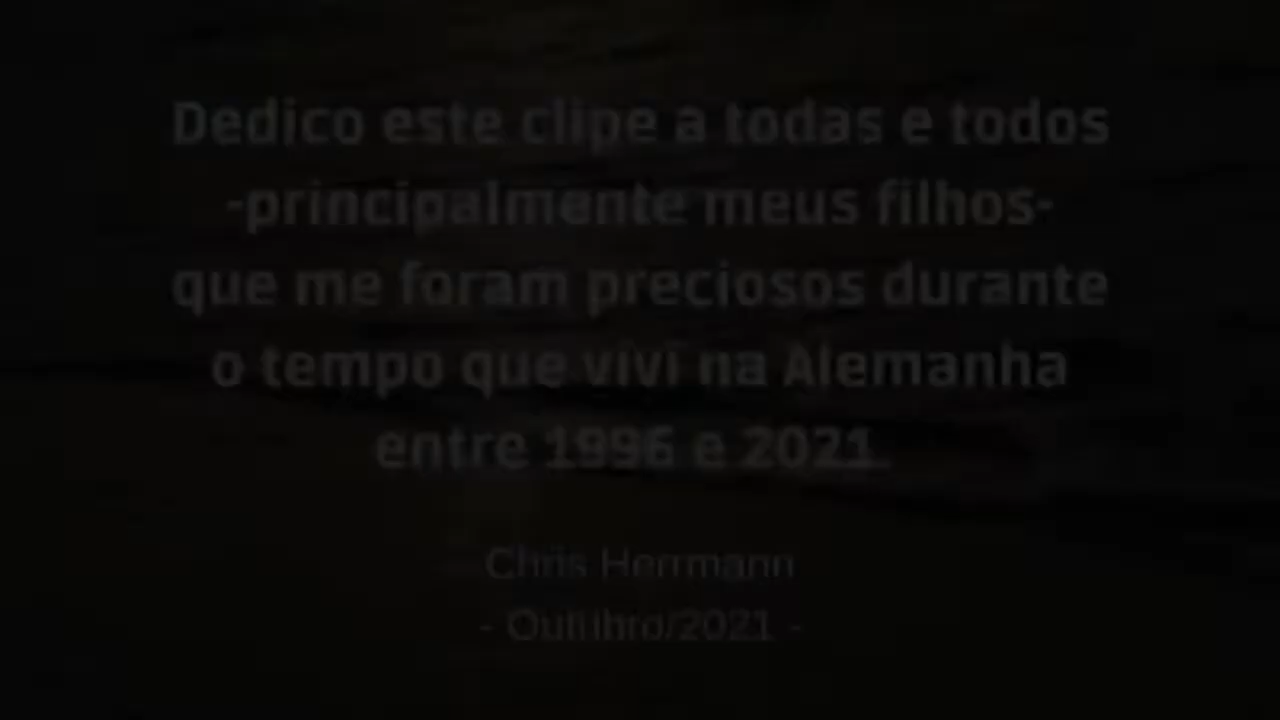 Dedico este clipe a todas e todos
-principalmente meus filhos-
que me foram preciosos durante
o tempo que vivi na Alemanha
entre 1996 e 2021.
Chris Herrmann
- Outubro/2021 -